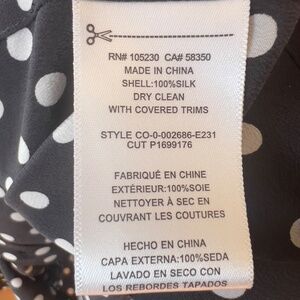 RN# 105230 CA# 58350
MADE IN CHINA
SHELL:100%SILK
DRY CLEAN
WITH COVERED TRIMS
STYLE CO-0-002686-E231
CUT P1699176
FABRIQUÉ EN CHINE
EXTÉRIEUR:100%SOIE
NETTOYER À SEC EN
COUVRANT LES COUTURES
HECHO EN CHINA
CAPA EXTERNA:100%SEDA
LAVADO EN SECO CON
LOS REBORDES TAPADOS